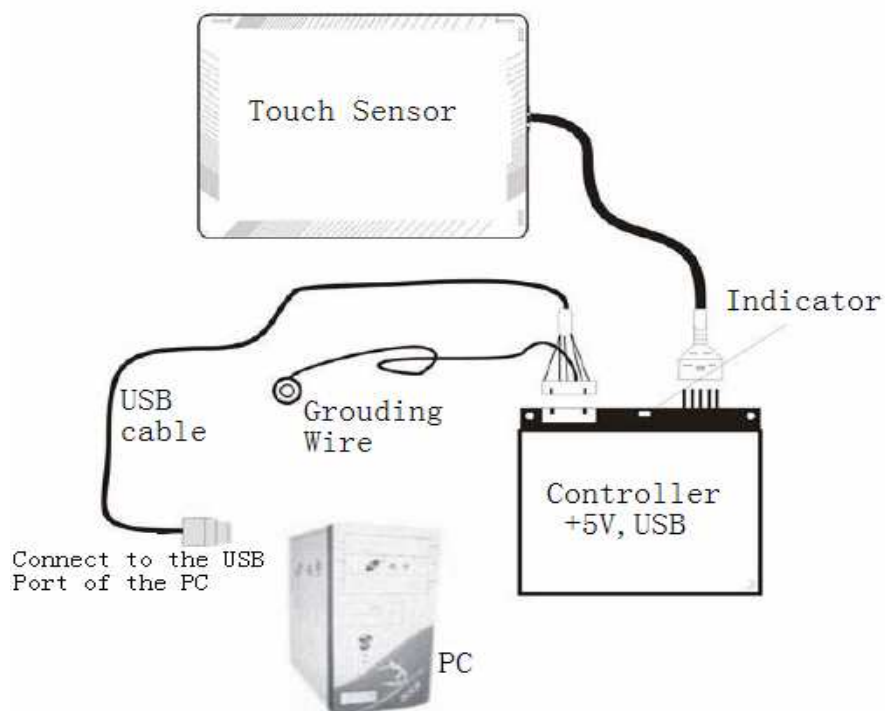 Touch Sensor
Indicator
USB
cable
Grouding
Wire
Controller
+5V, USB
Connect to the USB
Port of the PC
PC